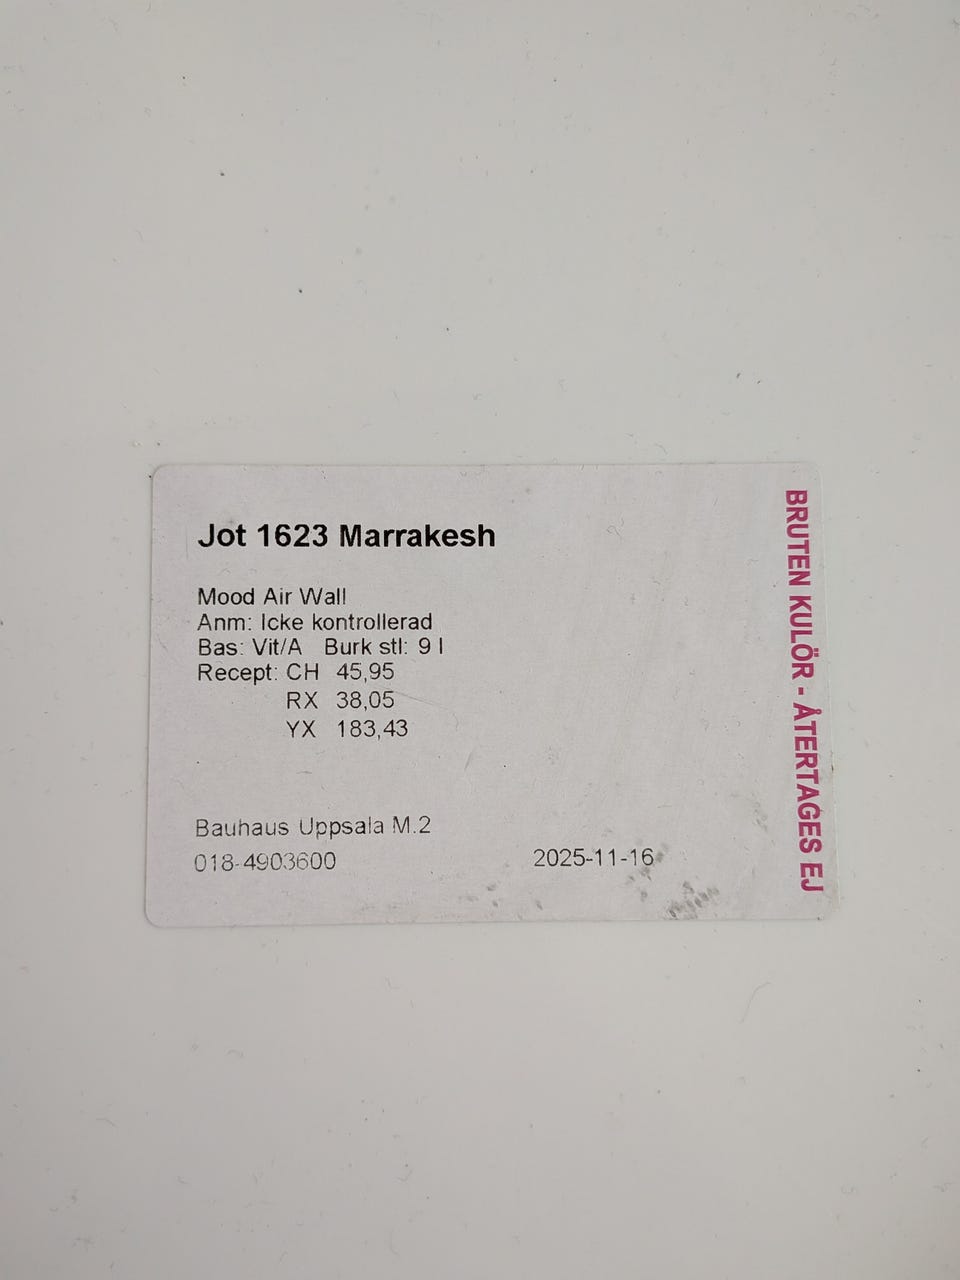 Jot 1623 Marrakesh
Mood Air Wall
Anm: Icke kontrollerad
Bas: Vit/A Burk stl: 9 l
Recept: CH 45,95
RX 38,05
YX 183,43
Bauhaus Uppsala M.2
018-4903600 2025-11-16
BRUTEN KULÖR - ÅTERTAGES EJ